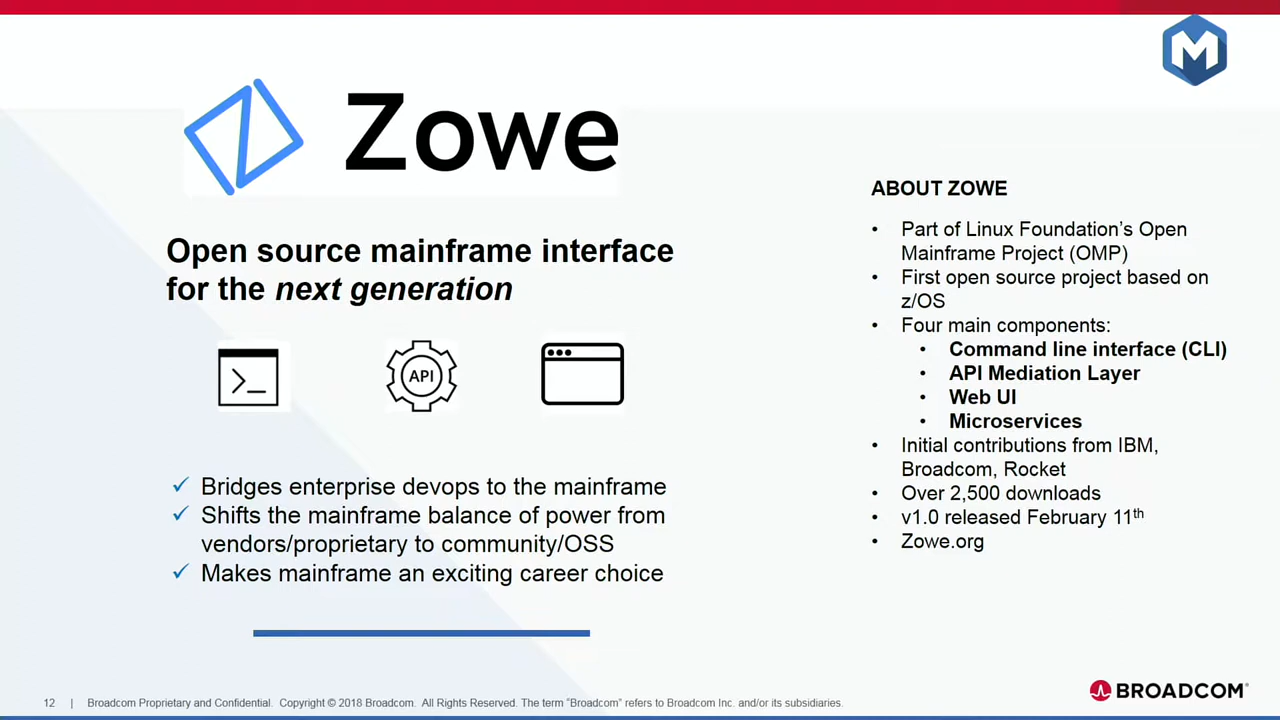 M
Zowe
Open source mainframe interface
for the next generation
>_
API
✓ Bridges enterprise devops to the mainframe
✓ Shifts the mainframe balance of power from
vendors/proprietary to community/OSS
✓ Makes mainframe an exciting career choice
ABOUT ZOWE
• Part of Linux Foundation’s Open
Mainframe Project (OMP)
• First open source project based on
z/OS
• Four main components:
• Command line interface (CLI)
• API Mediation Layer
• Web UI
• Microservices
• Initial contributions from IBM,
Broadcom, Rocket
• Over 2,500 downloads
• v1.0 released February 11th
• Zowe.org
12 | Broadcom Proprietary and Confidential. Copyright © 2018 Broadcom. All Rights Reserved. The term “Broadcom” refers to Broadcom Inc. and/or its subsidiaries.
BROADCOM®